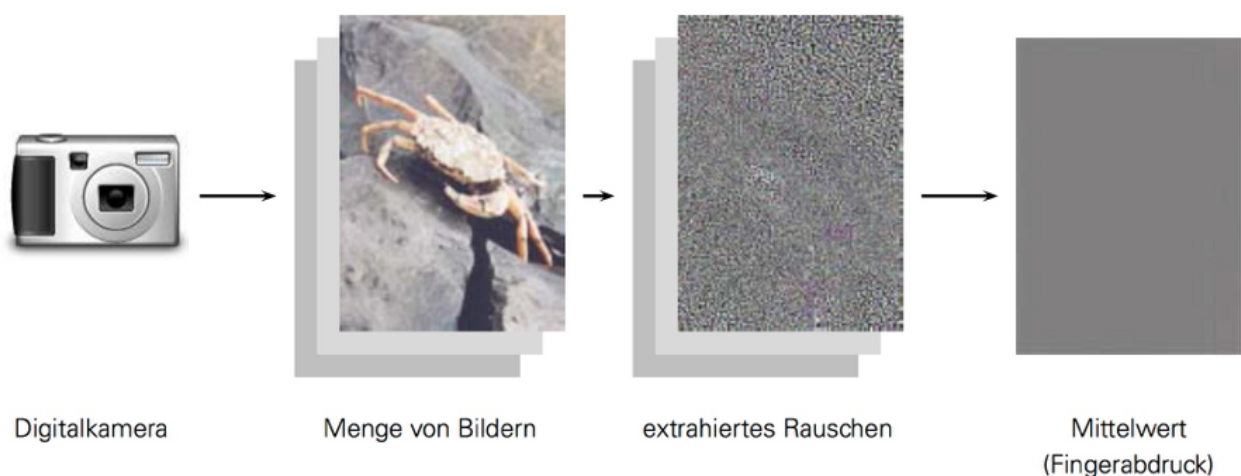 Digitalkamera
Menge von Bildern
extrahiertes Rauschen
Mittelwert
(Fingerabdruck)